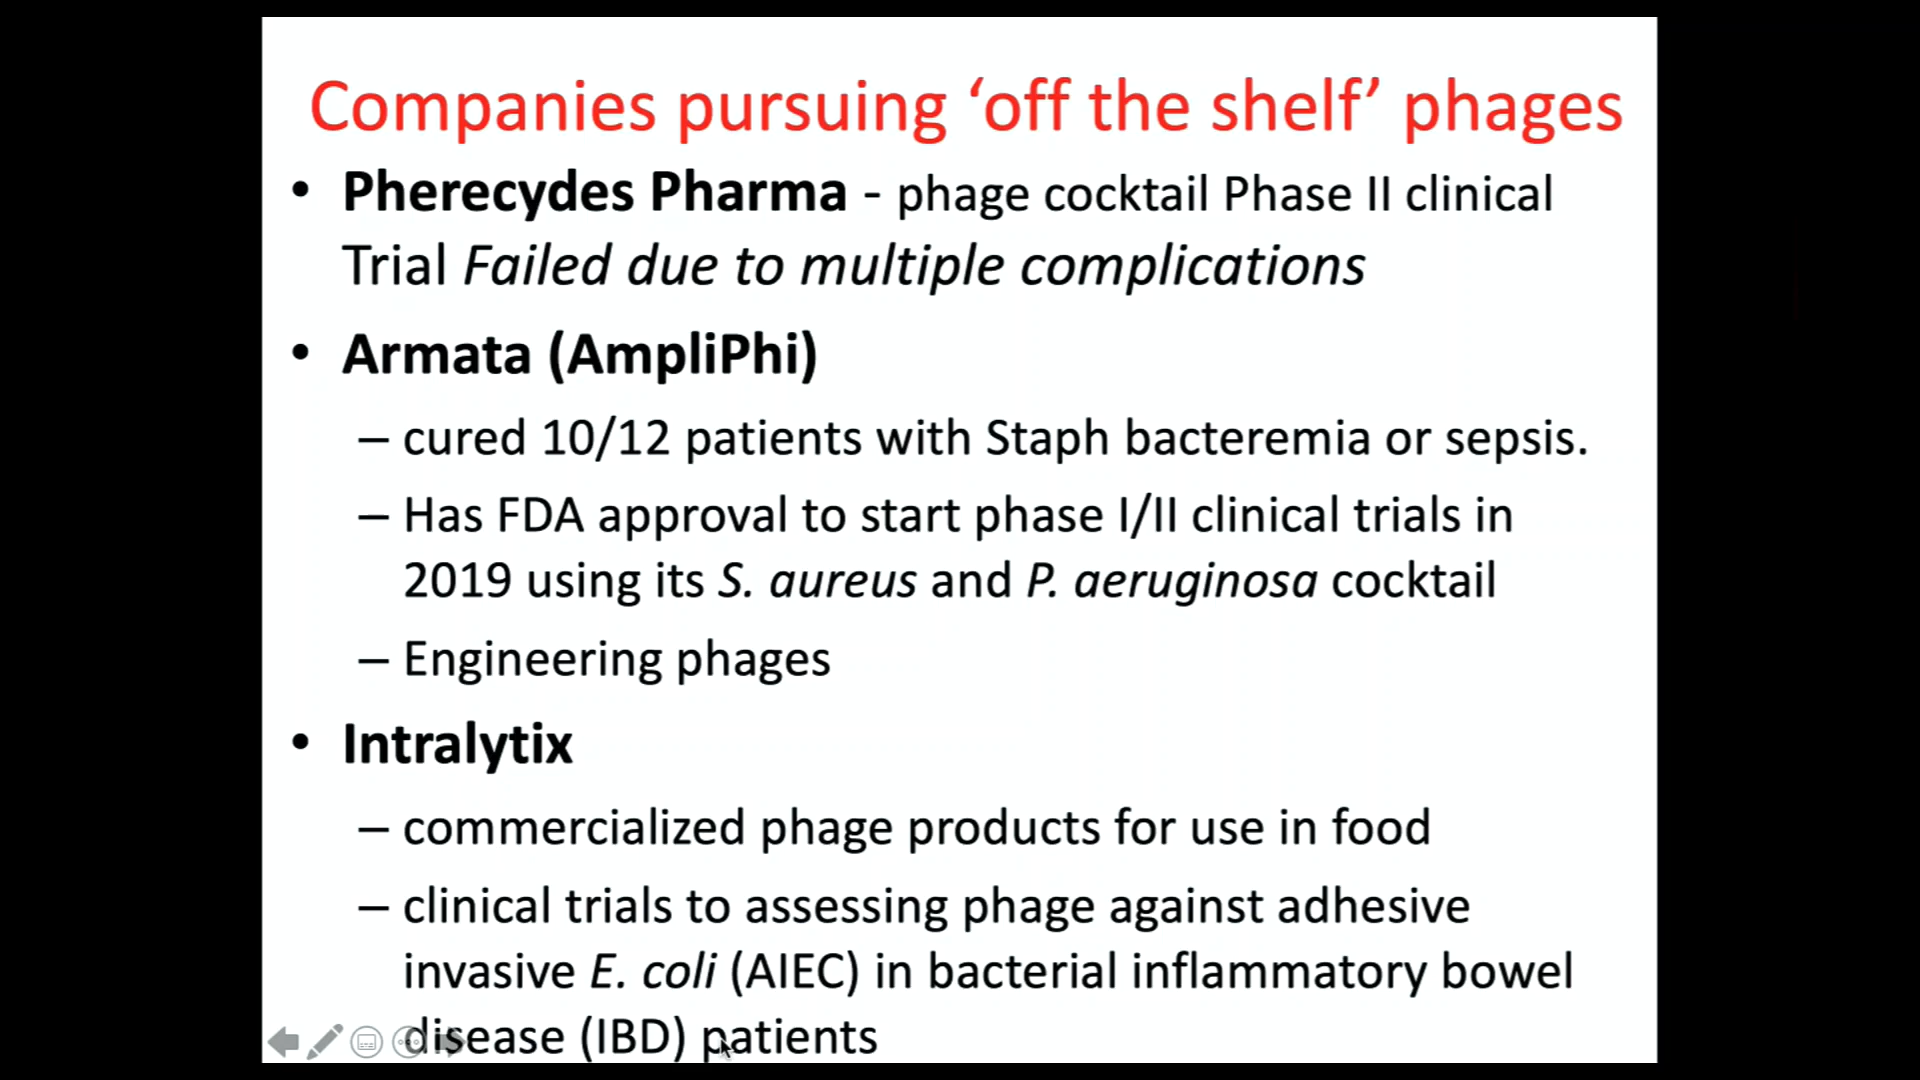 Companies pursuing ‘off the shelf’ phages
• Pherecydes Pharma - phage cocktail Phase II clinical
Trial Failed due to multiple complications
• Armata (AmpliPhi)
– cured 10/12 patients with Staph bacteremia or sepsis.
– Has FDA approval to start phase I/II clinical trials in
2019 using its S. aureus and P. aeruginosa cocktail
– Engineering phages
• Intralytix
– commercialized phage products for use in food
– clinical trials to assessing phage against adhesive
invasive E. coli (AIEC) in bacterial inflammatory bowel
disease (IBD) patients